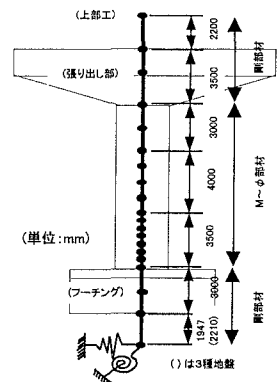 (上部工)
2200
剛部材
(張り出し部)
3500
3000
4000
M～φ部材
(単位:mm)
3500
(フーチング)
3000
剛部材
1947
(2210)
( )は3種地盤